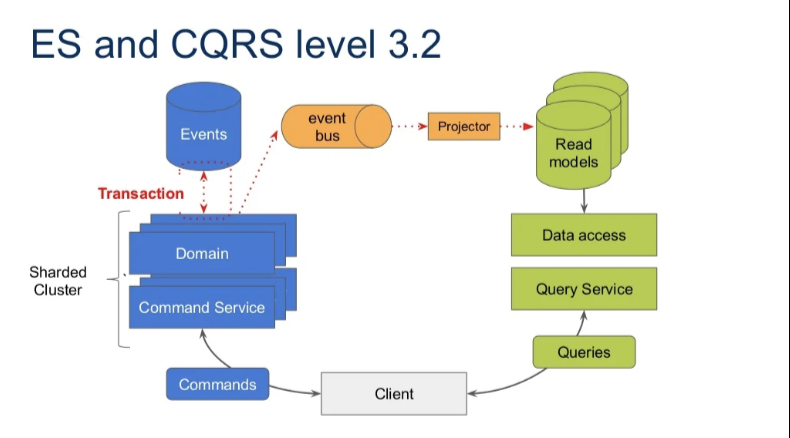 ES and CQRS level 3.2
Events
event
bus
Projector
Read
models
Transaction
Domain
Data access
Sharded
Cluster
Command Service
Query Service
Queries
Commands
Client